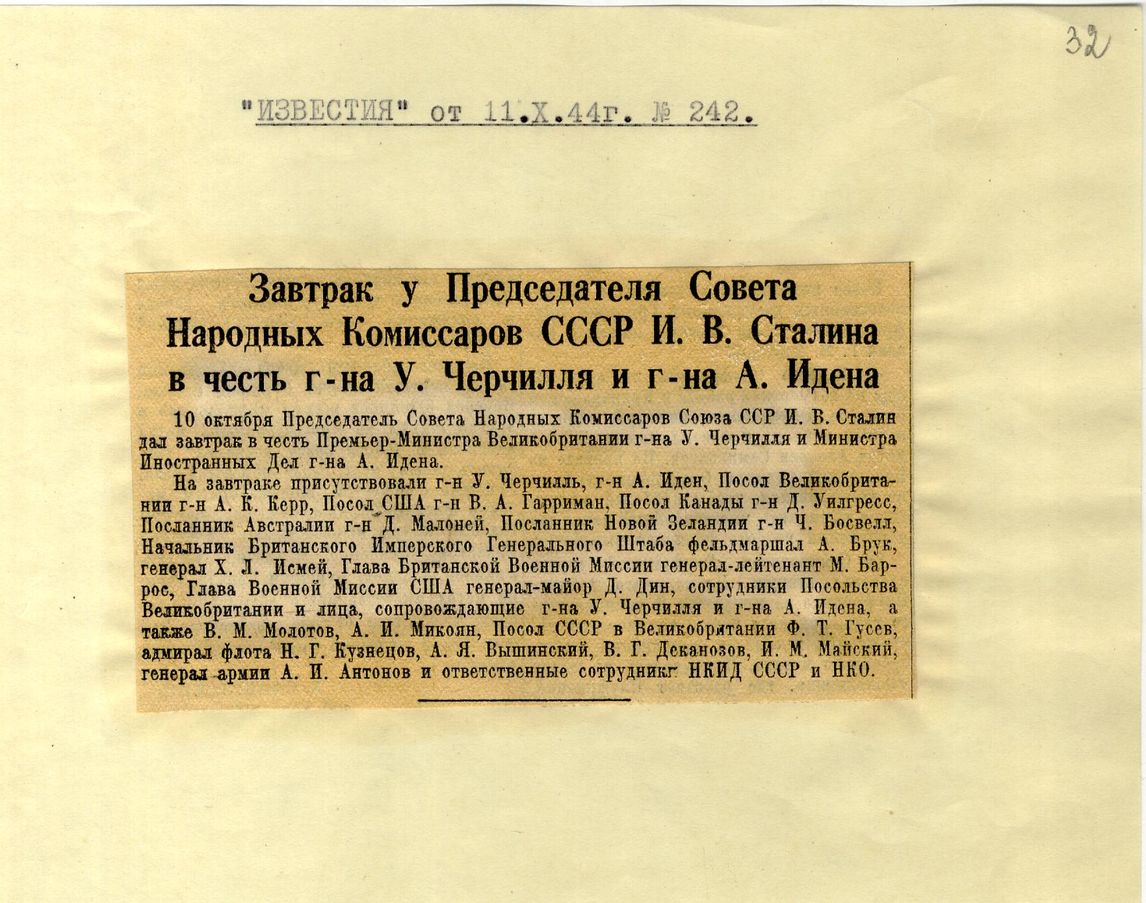 32
"ИЗВЕСТИЯ" от 11.X.44г. № 242.
Завтрак у Председателя Совета
Народных Комиссаров СССР И. В. Сталина
в честь г-на У. Черчилля и г-на А. Идена
10 октября Председатель Совета Народных Комиссаров Союза ССР И. В. Сталин
дал завтрак в честь Премьер-Министра Великобритании г-на У. Черчилля и Министра
Иностранных Дел г-на А. Идена.
На завтраке присутствовали г-н У. Черчилль, г-н А. Иден, Посол Великобрита-
нии г-н А. К. Керр, Посол США г-н В. А. Гарриман, Посол Канады г-н Д. Уилгресс,
Посланник Австралии г-н Д. Малоней, Посланник Новой Зеландии г-н Ч. Босвелл,
Начальник Британского Имперского Генерального Штаба фельдмаршал А. Брук,
генерал Х. Л. Исмей, Глава Британской Военной Миссии генерал-лейтенант М. Бар-
рос, Глава Военной Миссии США генерал-майор Д. Дин, сотрудники Посольства
Великобритании и лица, сопровождающие г-на У. Черчилля и г-на А. Идена, а
также В. М. Молотов, А. И. Микоян, Посол СССР в Великобритании Ф. Т. Гусев,
адмирал флота Н. Г. Кузнецов, А. Я. Вышинский, В. Г. Деканозов, И. М. Майский,
генерал армии А. И. Антонов и ответственные сотрудники НКИД СССР и НКО.